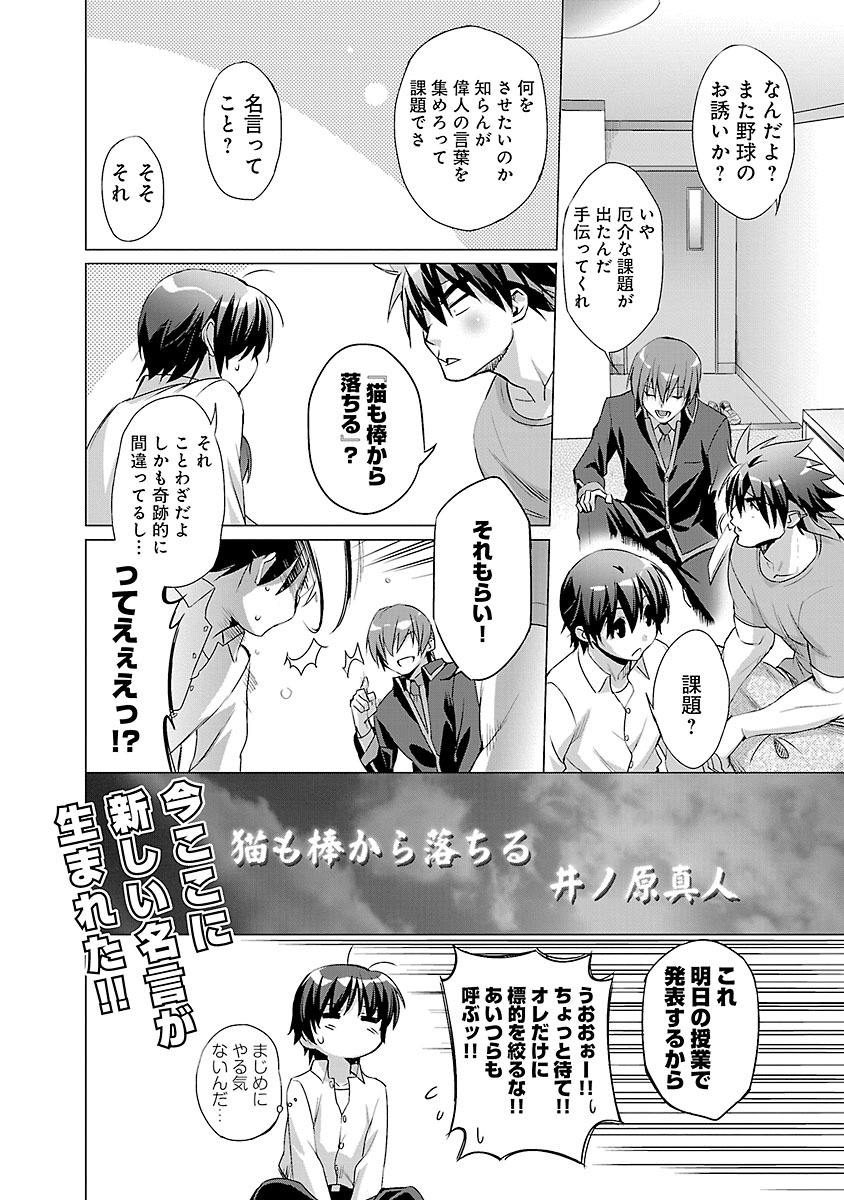 なんだよ?
また野球の
お誘いか?
いや
厄介な課題が
出たんだ
手伝ってくれ
課題?
何を
させたいのか
知らんが
偉人の言葉を
集めろって
課題でさ
名言って
こと?
そそ
それ
『猫も棒から
落ちる』?
それ
ことわざだよ
しかも奇跡的に
間違ってるし…
それもらい!
ってえぇえっ!?
猫も棒から落ちる
井ノ原真人
今ここに
新しい名言が
生まれた!!
これ
明日の授業で
発表するから
うおおぉー!!
ちょっと待て!!
オレだけに
標的を絞るな!!
あいつらも
呼ぶッ!!
まじめに
やる気
ないんだ…